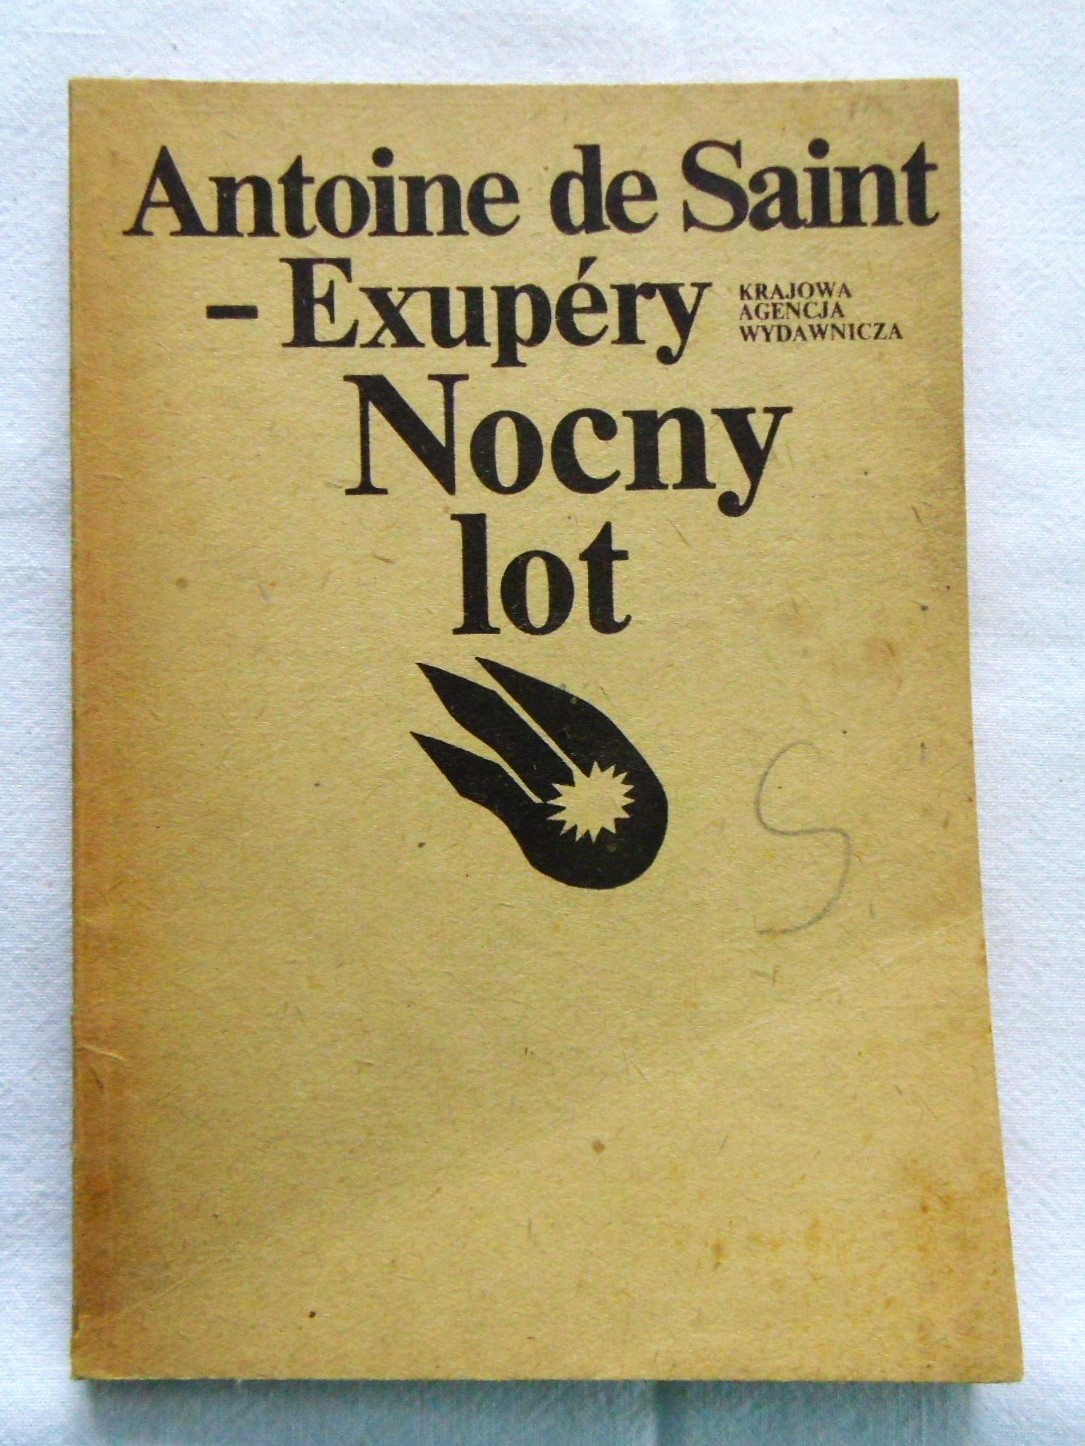 Antoine de Saint
– Exupéry
KRAJOWA
AGENCJA
WYDAWNICZA
Nocny
lot
S